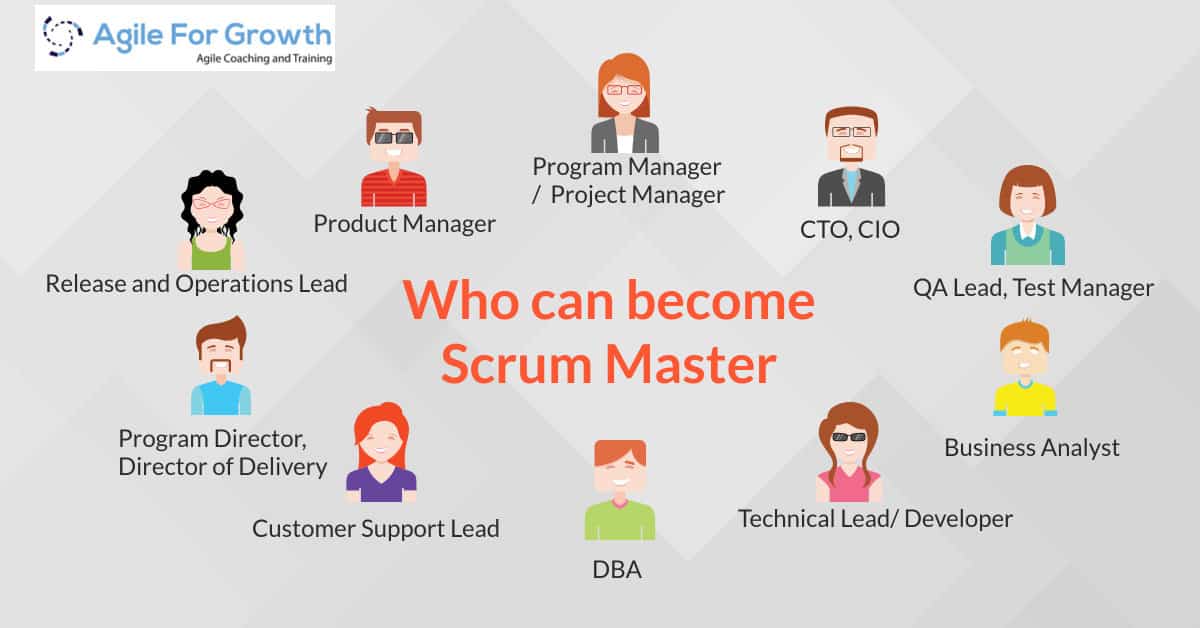 Agile For Growth
Agile Coaching and Training
Program Manager
/ Project Manager
Product Manager
CTO, CIO
Release and Operations Lead
QA Lead, Test Manager
Who can become
Scrum Master
Program Director,
Director of Delivery
Business Analyst
Customer Support Lead
Technical Lead/ Developer
DBA